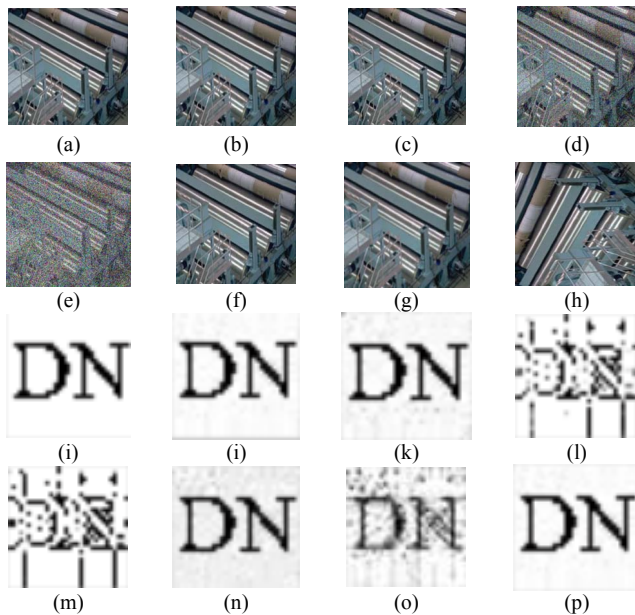 (a) (b) (c) (d)
(e) (f) (g) (h)
DN DN DN
(i) (i) (k) (l)
DN DN DN
(m) (n) (o) (p)